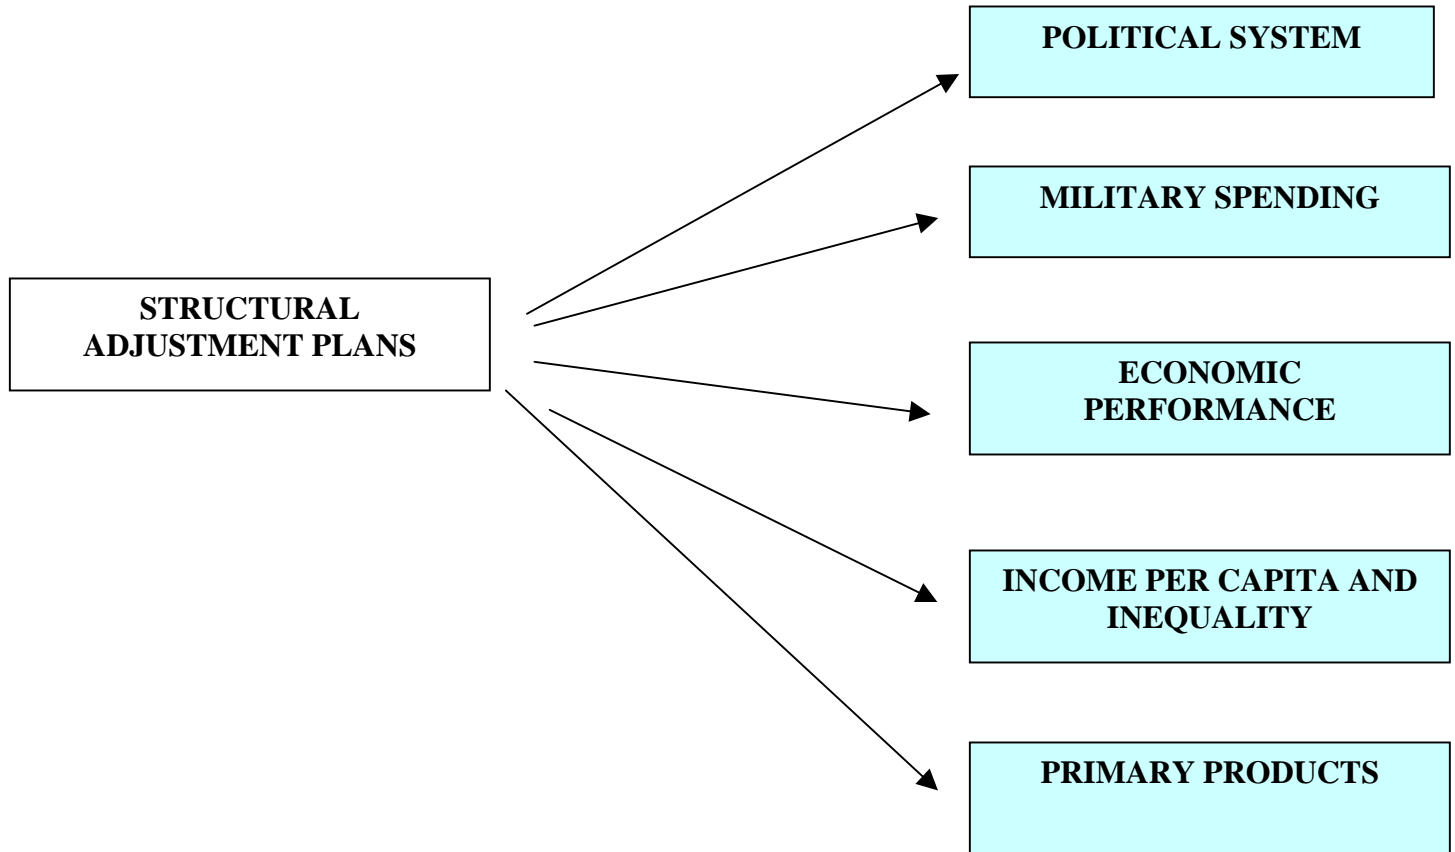 POLITICAL SYSTEM
MILITARY SPENDING
STRUCTURAL
ADJUSTMENT PLANS
ECONOMIC
PERFORMANCE
INCOME PER CAPITA AND
INEQUALITY
PRIMARY PRODUCTS